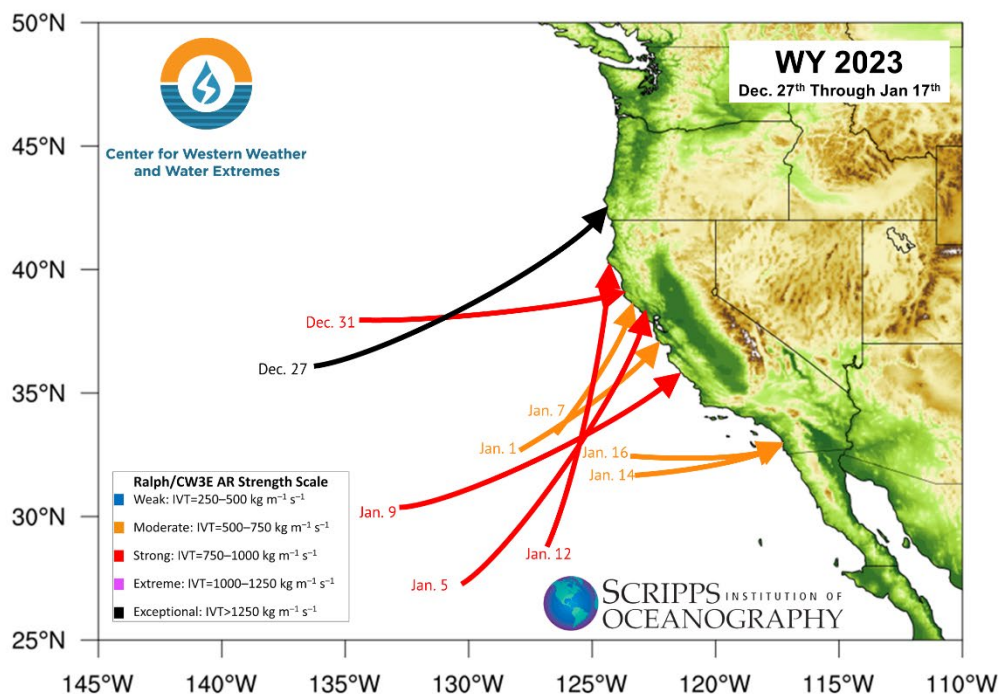 50°N
45°N
40°N
35°N
30°N
25°N
Center for Western Weather
and Water Extremes
WY 2023
Dec. 27th Through Jan 17th
Dec. 31
Dec. 27
Jan. 7
Jan. 1
Jan. 16
Jan. 14
Jan. 9
Jan. 12
Jan. 5
Ralph/CW3E AR Strength Scale
Weak: IVT=250–500 kg m⁻¹ s⁻¹
Moderate: IVT=500–750 kg m⁻¹ s⁻¹
Strong: IVT=750–1000 kg m⁻¹ s⁻¹
Extreme: IVT=1000–1250 kg m⁻¹ s⁻¹
Exceptional: IVT>1250 kg m⁻¹ s⁻¹
SCRIPPS INSTITUTION OF
OCEANOGRAPHY
145°W 140°W 135°W 130°W 125°W 120°W 115°W 110°W